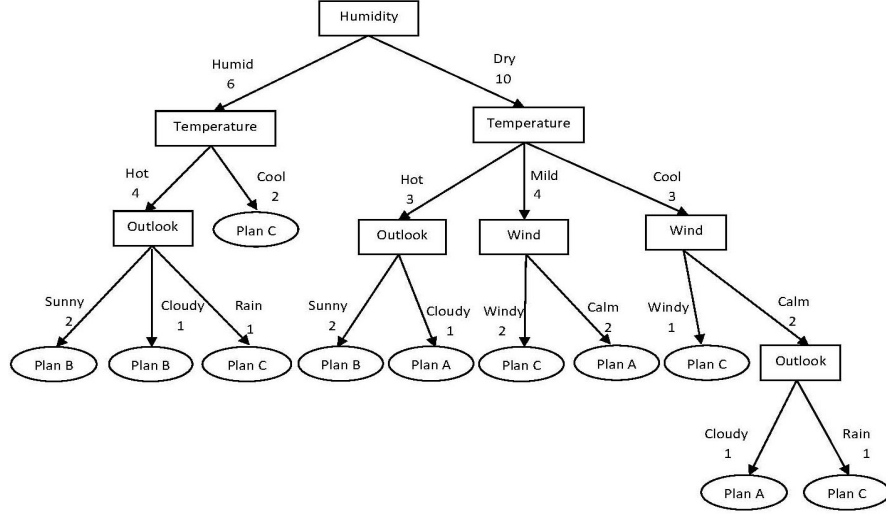 Humidity
Humid
6
Dry
10
Temperature
Temperature
Hot
4
Cool
2
Hot
3
Mild
4
Cool
3
Outlook
Plan C
Outlook
Wind
Wind
Sunny
2
Cloudy
1
Rain
1
Sunny
2
Cloudy
1
Windy
2
Calm
2
Windy
1
Calm
2
Plan B
Plan B
Plan C
Plan B
Plan A
Plan C
Plan A
Plan C
Outlook
Cloudy
1
Rain
1
Plan A
Plan C